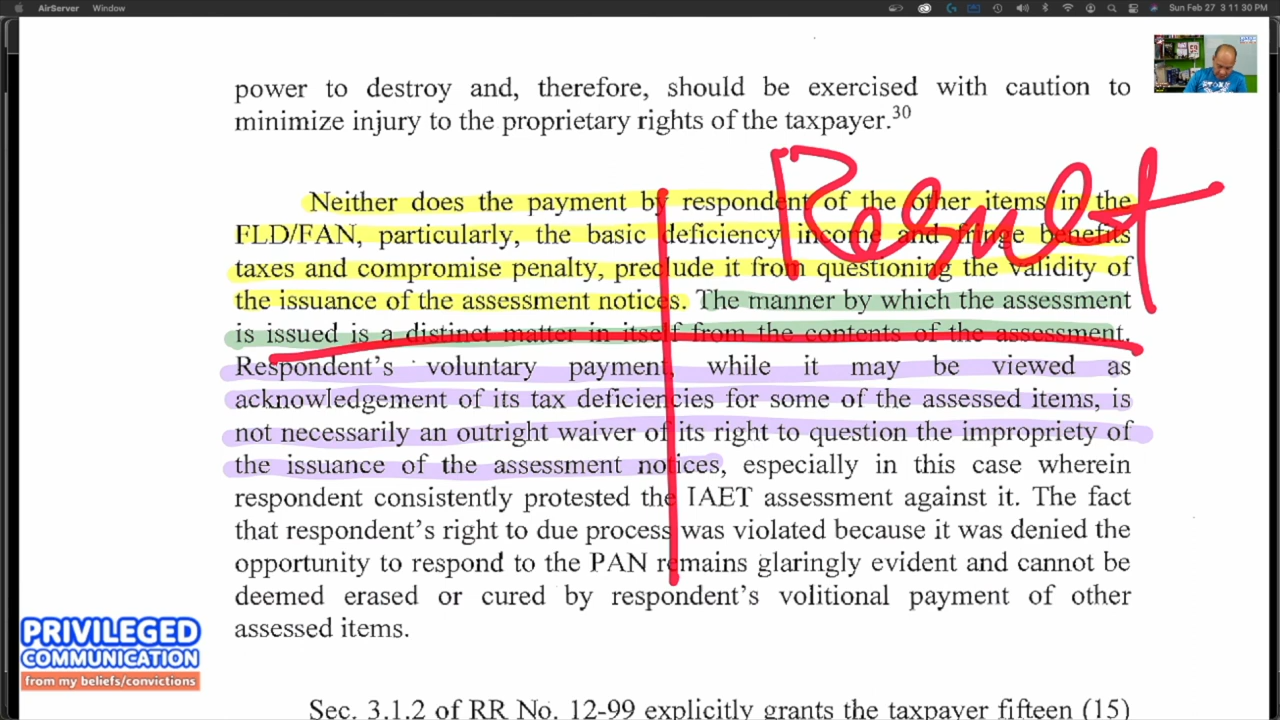 AirServer Window Sun Feb 27 3 11 30 PM
power to destroy and, therefore, should be exercised with caution to
minimize injury to the proprietary rights of the taxpayer.30
Result
Neither does the payment by respondent of the other items in the
FLD/FAN, particularly, the basic deficiency income and fringe benefits
taxes and compromise penalty, preclude it from questioning the validity of
the issuance of the assessment notices. The manner by which the assessment
is issued is a distinct matter in itself from the contents of the assessment.
Respondent's voluntary payment, while it may be viewed as
acknowledgement of its tax deficiencies for some of the assessed items, is
not necessarily an outright waiver of its right to question the impropriety of
the issuance of the assessment notices, especially in this case wherein
respondent consistently protested the IAET assessment against it. The fact
that respondent's right to due process was violated because it was denied the
opportunity to respond to the PAN remains glaringly evident and cannot be
deemed erased or cured by respondent's volitional payment of other
assessed items.
PRIVILEGED
COMMUNICATION
from my beliefs/convictions
Sec. 3.1.2 of RR No. 12-99 explicitly grants the taxpayer fifteen (15)